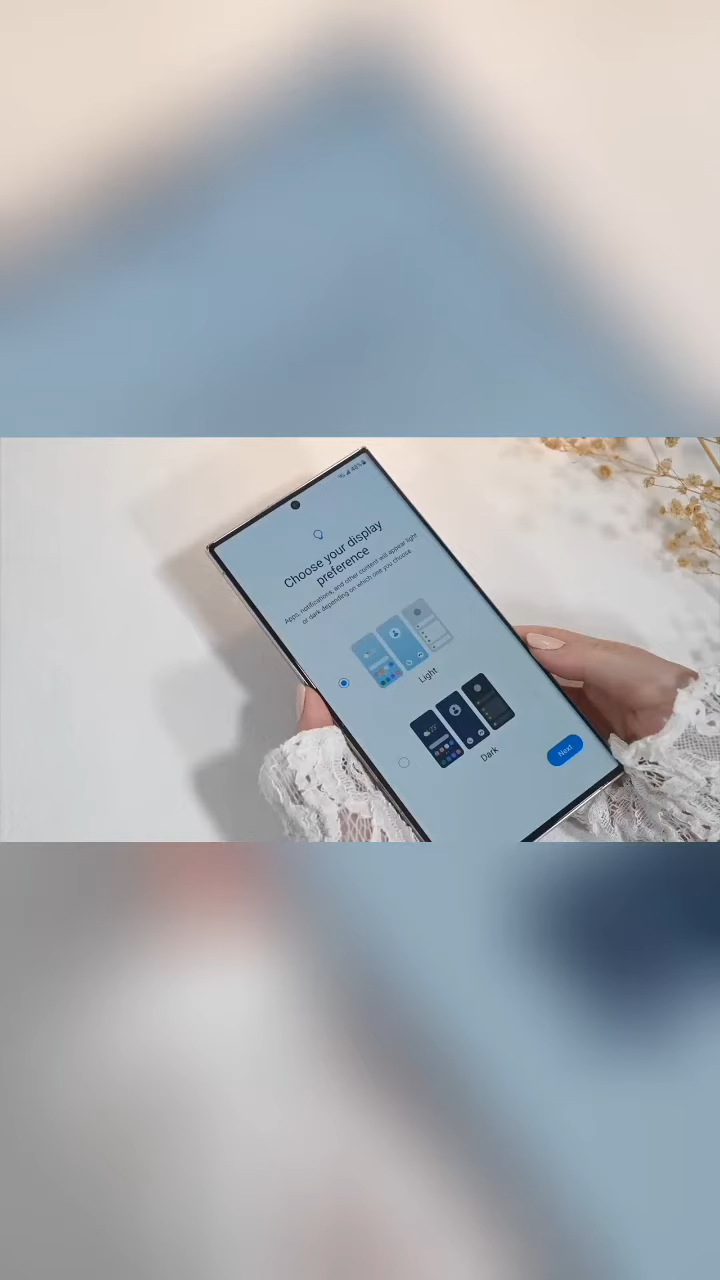 48%
Choose your display
preference
Apps, notifications, and other content will appear light
or dark depending on which one you choose
Light
Dark
Next